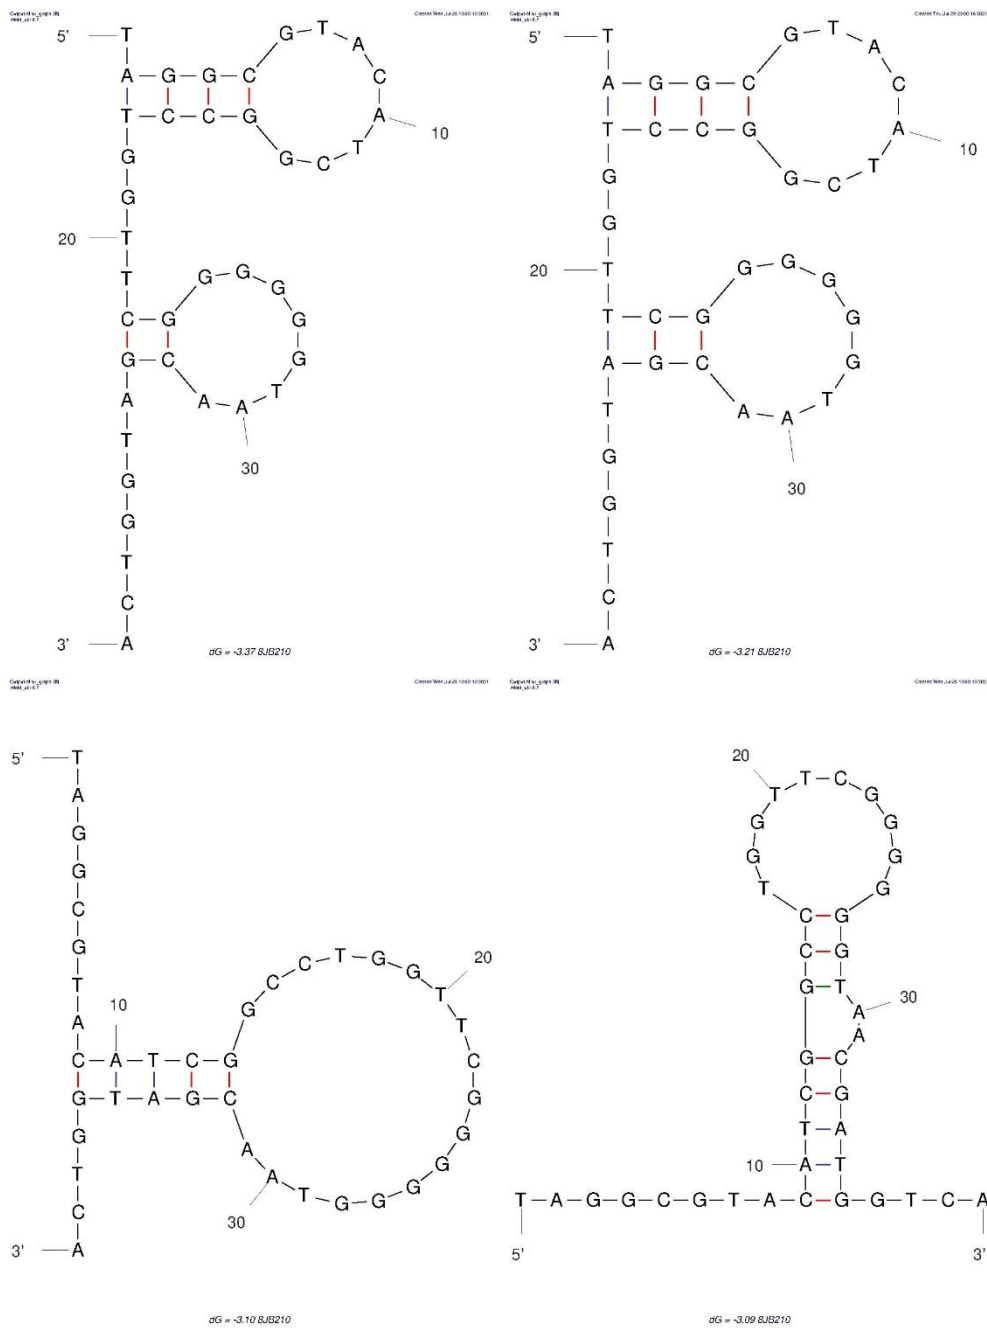 5' T G T A
A G G C C
T C C G A 10
G G C T
G
20 T
T G G G
C G G
G C G
A A A T
T 30
G
G
T
C
3' A
dG = -3.37 8JB210
5' T G T A
A G G C C
T C C G A 10
G G C T
G
20 T G G G
T C G G
A G C G
T A A T
G 30
G
T
C
3' A
dG = -3.21 8JB210
5' T
A
G
G
C
G C C T G G T 20
T T
A
10
C A T C G C
G T A G C G
G A G
T A G
C 30 T G G G
3' A
dG = -3.10 8JB210
20 T T C G
G G
G G
T G
C G
C G
G T A 30
A
G C
C G
T A
10 A T
T A G G C G T A C G G T C A
5' 3'
dG = -3.09 8JB210